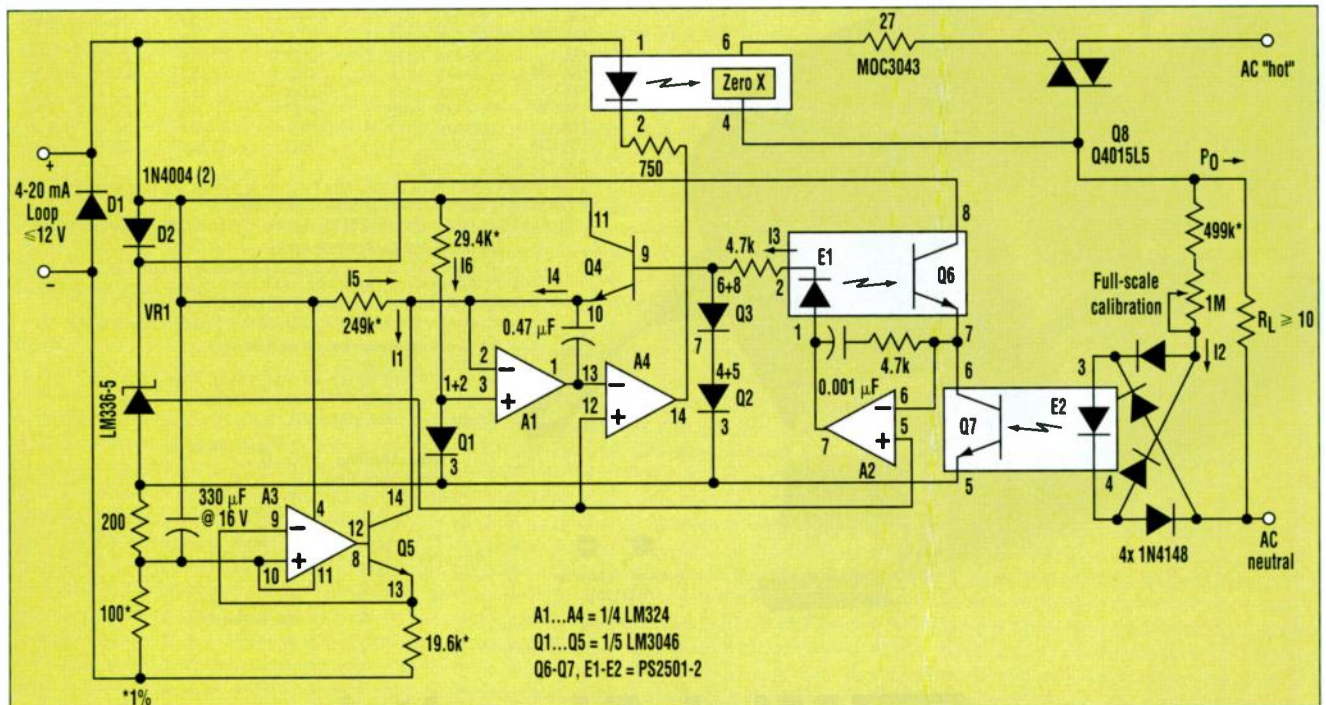 1
6
27
MOC3043
AC "hot"
Zero X
2
4
750
Q8
Q4015L5
P0 →
+
4-20 mA
Loop
≤12 V
–
D1
1N4004 (2)
D2
VR1
LM336-5
11
29.4K*
I6
I5 →
249k*
I1
I4
Q4
9
10
0.47 µF
4.7k
I3
2
E1
Q6
8
6+8
Q3
7
1
7
4.7k
0.001 µF
499k*
Full-scale
calibration
1M
RL ≥ 10
I2
2
–
3
+
1
A1
13
–
12
+
A4
14
1+2
Q1
3
4+5
Q2
3
6
–
5
+
7
A2
6
Q7
5
E2
3
4
4x 1N4148
AC
neutral
200
330 µF
@ 16 V
A3
9
–
4
10
+
11
14
12
8
Q5
13
100*
19.6k*
A1...A4 = 1/4 LM324
Q1...Q5 = 1/5 LM3046
Q6-Q7, E1-E2 = PS2501-2
*1%